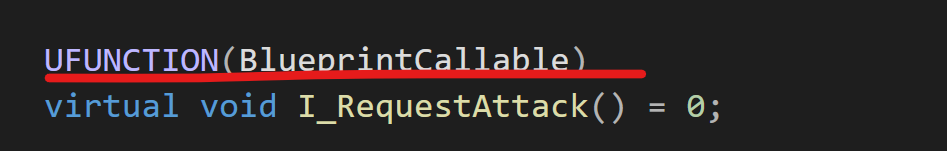 UFUNCTION(BlueprintCallable)
virtual void I_RequestAttack() = 0;